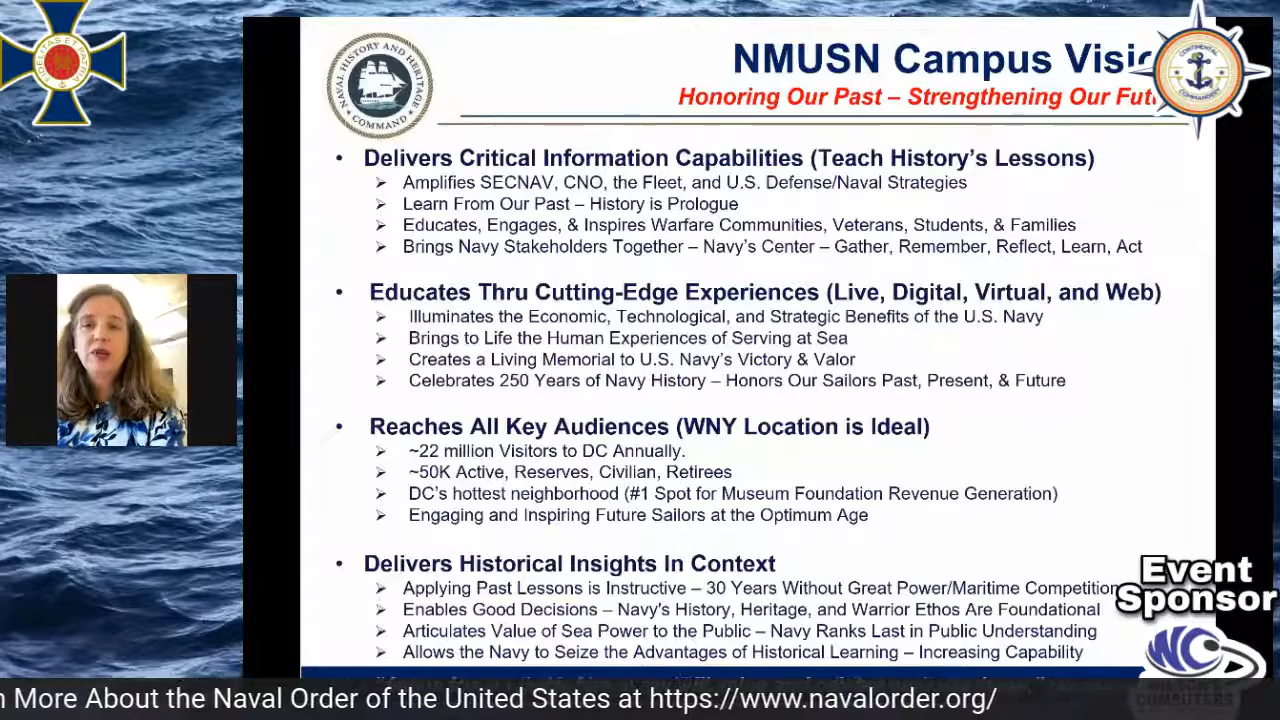 NMUSN Campus Visio
Honoring Our Past – Strengthening Our Fut
NAVAL HISTORY AND HERITAGE
COMMAND
FIDELITAS ET PATRIA
CONTINENTAL
COMMANDERY
• Delivers Critical Information Capabilities (Teach History's Lessons)
➢ Amplifies SECNAV, CNO, the Fleet, and U.S. Defense/Naval Strategies
➢ Learn From Our Past – History is Prologue
➢ Educates, Engages, & Inspires Warfare Communities, Veterans, Students, & Families
➢ Brings Navy Stakeholders Together – Navy's Center – Gather, Remember, Reflect, Learn, Act
• Educates Thru Cutting-Edge Experiences (Live, Digital, Virtual, and Web)
➢ Illuminates the Economic, Technological, and Strategic Benefits of the U.S. Navy
➢ Brings to Life the Human Experiences of Serving at Sea
➢ Creates a Living Memorial to U.S. Navy's Victory & Valor
➢ Celebrates 250 Years of Navy History – Honors Our Sailors Past, Present, & Future
• Reaches All Key Audiences (WNY Location is Ideal)
➢ ~22 million Visitors to DC Annually.
➢ ~50K Active, Reserves, Civilian, Retirees
➢ DC's hottest neighborhood (#1 Spot for Museum Foundation Revenue Generation)
➢ Engaging and Inspiring Future Sailors at the Optimum Age
• Delivers Historical Insights In Context
➢ Applying Past Lessons is Instructive – 30 Years Without Great Power/Maritime Competition
➢ Enables Good Decisions – Navy's History, Heritage, and Warrior Ethos Are Foundational
➢ Articulates Value of Sea Power to the Public – Navy Ranks Last in Public Understanding
➢ Allows the Navy to Seize the Advantages of Historical Learning – Increasing Capability
Event
Sponsor
WC
n More About the Naval Order of the United States at https://www.navalorder.org/